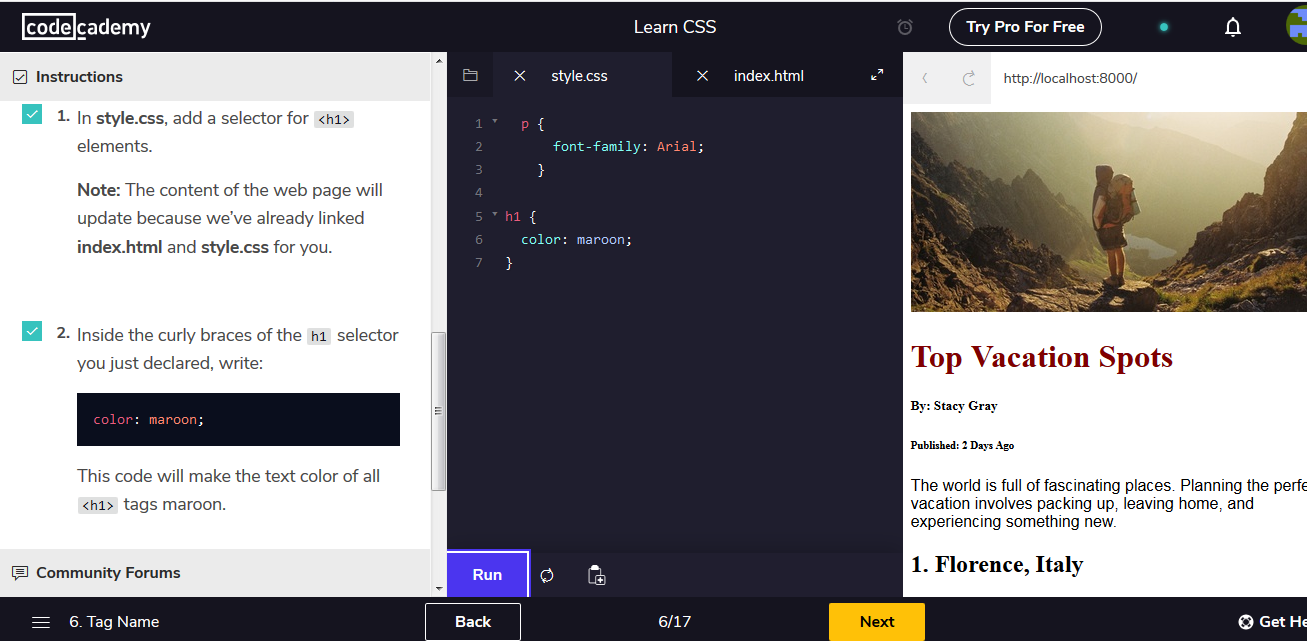 codecademy
Learn CSS
Try Pro For Free
Instructions
1. In style.css, add a selector for <h1>
elements.
Note: The content of the web page will
update because we’ve already linked
index.html and style.css for you.
2. Inside the curly braces of the h1 selector
you just declared, write:
color: maroon;
This code will make the text color of all
<h1> tags maroon.
Community Forums
style.css
index.html
1 p {
2 font-family: Arial;
3 }
4
5 h1 {
6 color: maroon;
7 }
Run
http://localhost:8000/
Top Vacation Spots
By: Stacy Gray
Published: 2 Days Ago
The world is full of fascinating places. Planning the perfe
vacation involves packing up, leaving home, and
experiencing something new.
1. Florence, Italy
6. Tag Name
Back
6/17
Next
Get He